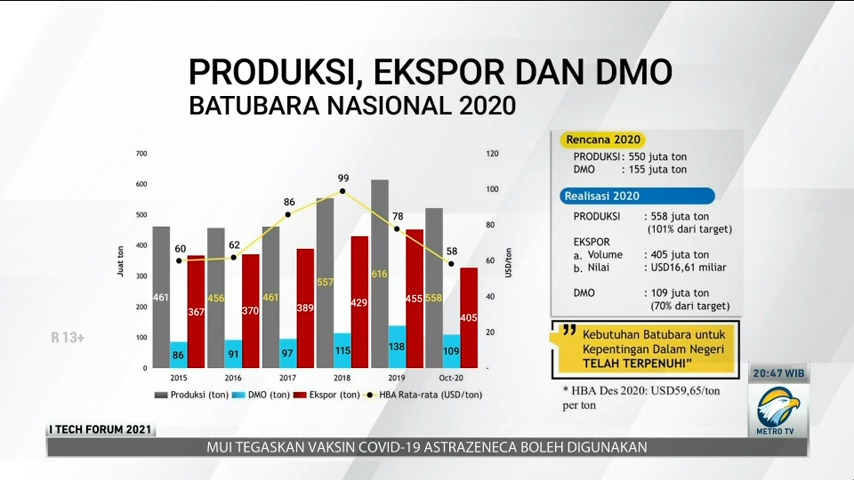 PRODUKSI, EKSPOR DAN DMO
BATUBARA NASIONAL 2020
700
600
500
400
300
200
100
0
Juat ton
120
100
80
60
40
20
-
USD/ton
60
62
86
99
78
58
461
86
367
456
91
370
461
97
389
557
115
429
616
138
455
558
109
405
2015
2016
2017
2018
2019
Oct-20
Produksi (ton)
DMO (ton)
Ekspor (ton)
HBA Rata-rata (USD/ton)
Rencana 2020
PRODUKSI : 550 juta ton
DMO : 155 juta ton
Realisasi 2020
PRODUKSI : 558 juta ton
(101% dari target)
EKSPOR
a. Volume : 405 juta ton
b. Nilai : USD16,61 miliar
DMO : 109 juta ton
(70% dari target)
” Kebutuhan Batubara untuk
Kepentingan Dalam Negeri
TELAH TERPENUHI”
* HBA Des 2020: USD59,65/ton
per ton
R 13+
20:47 WIB
METRO TV
I TECH FORUM 2021
MUI TEGASKAN VAKSIN COVID-19 ASTRAZENECA BOLEH DIGUNAKAN